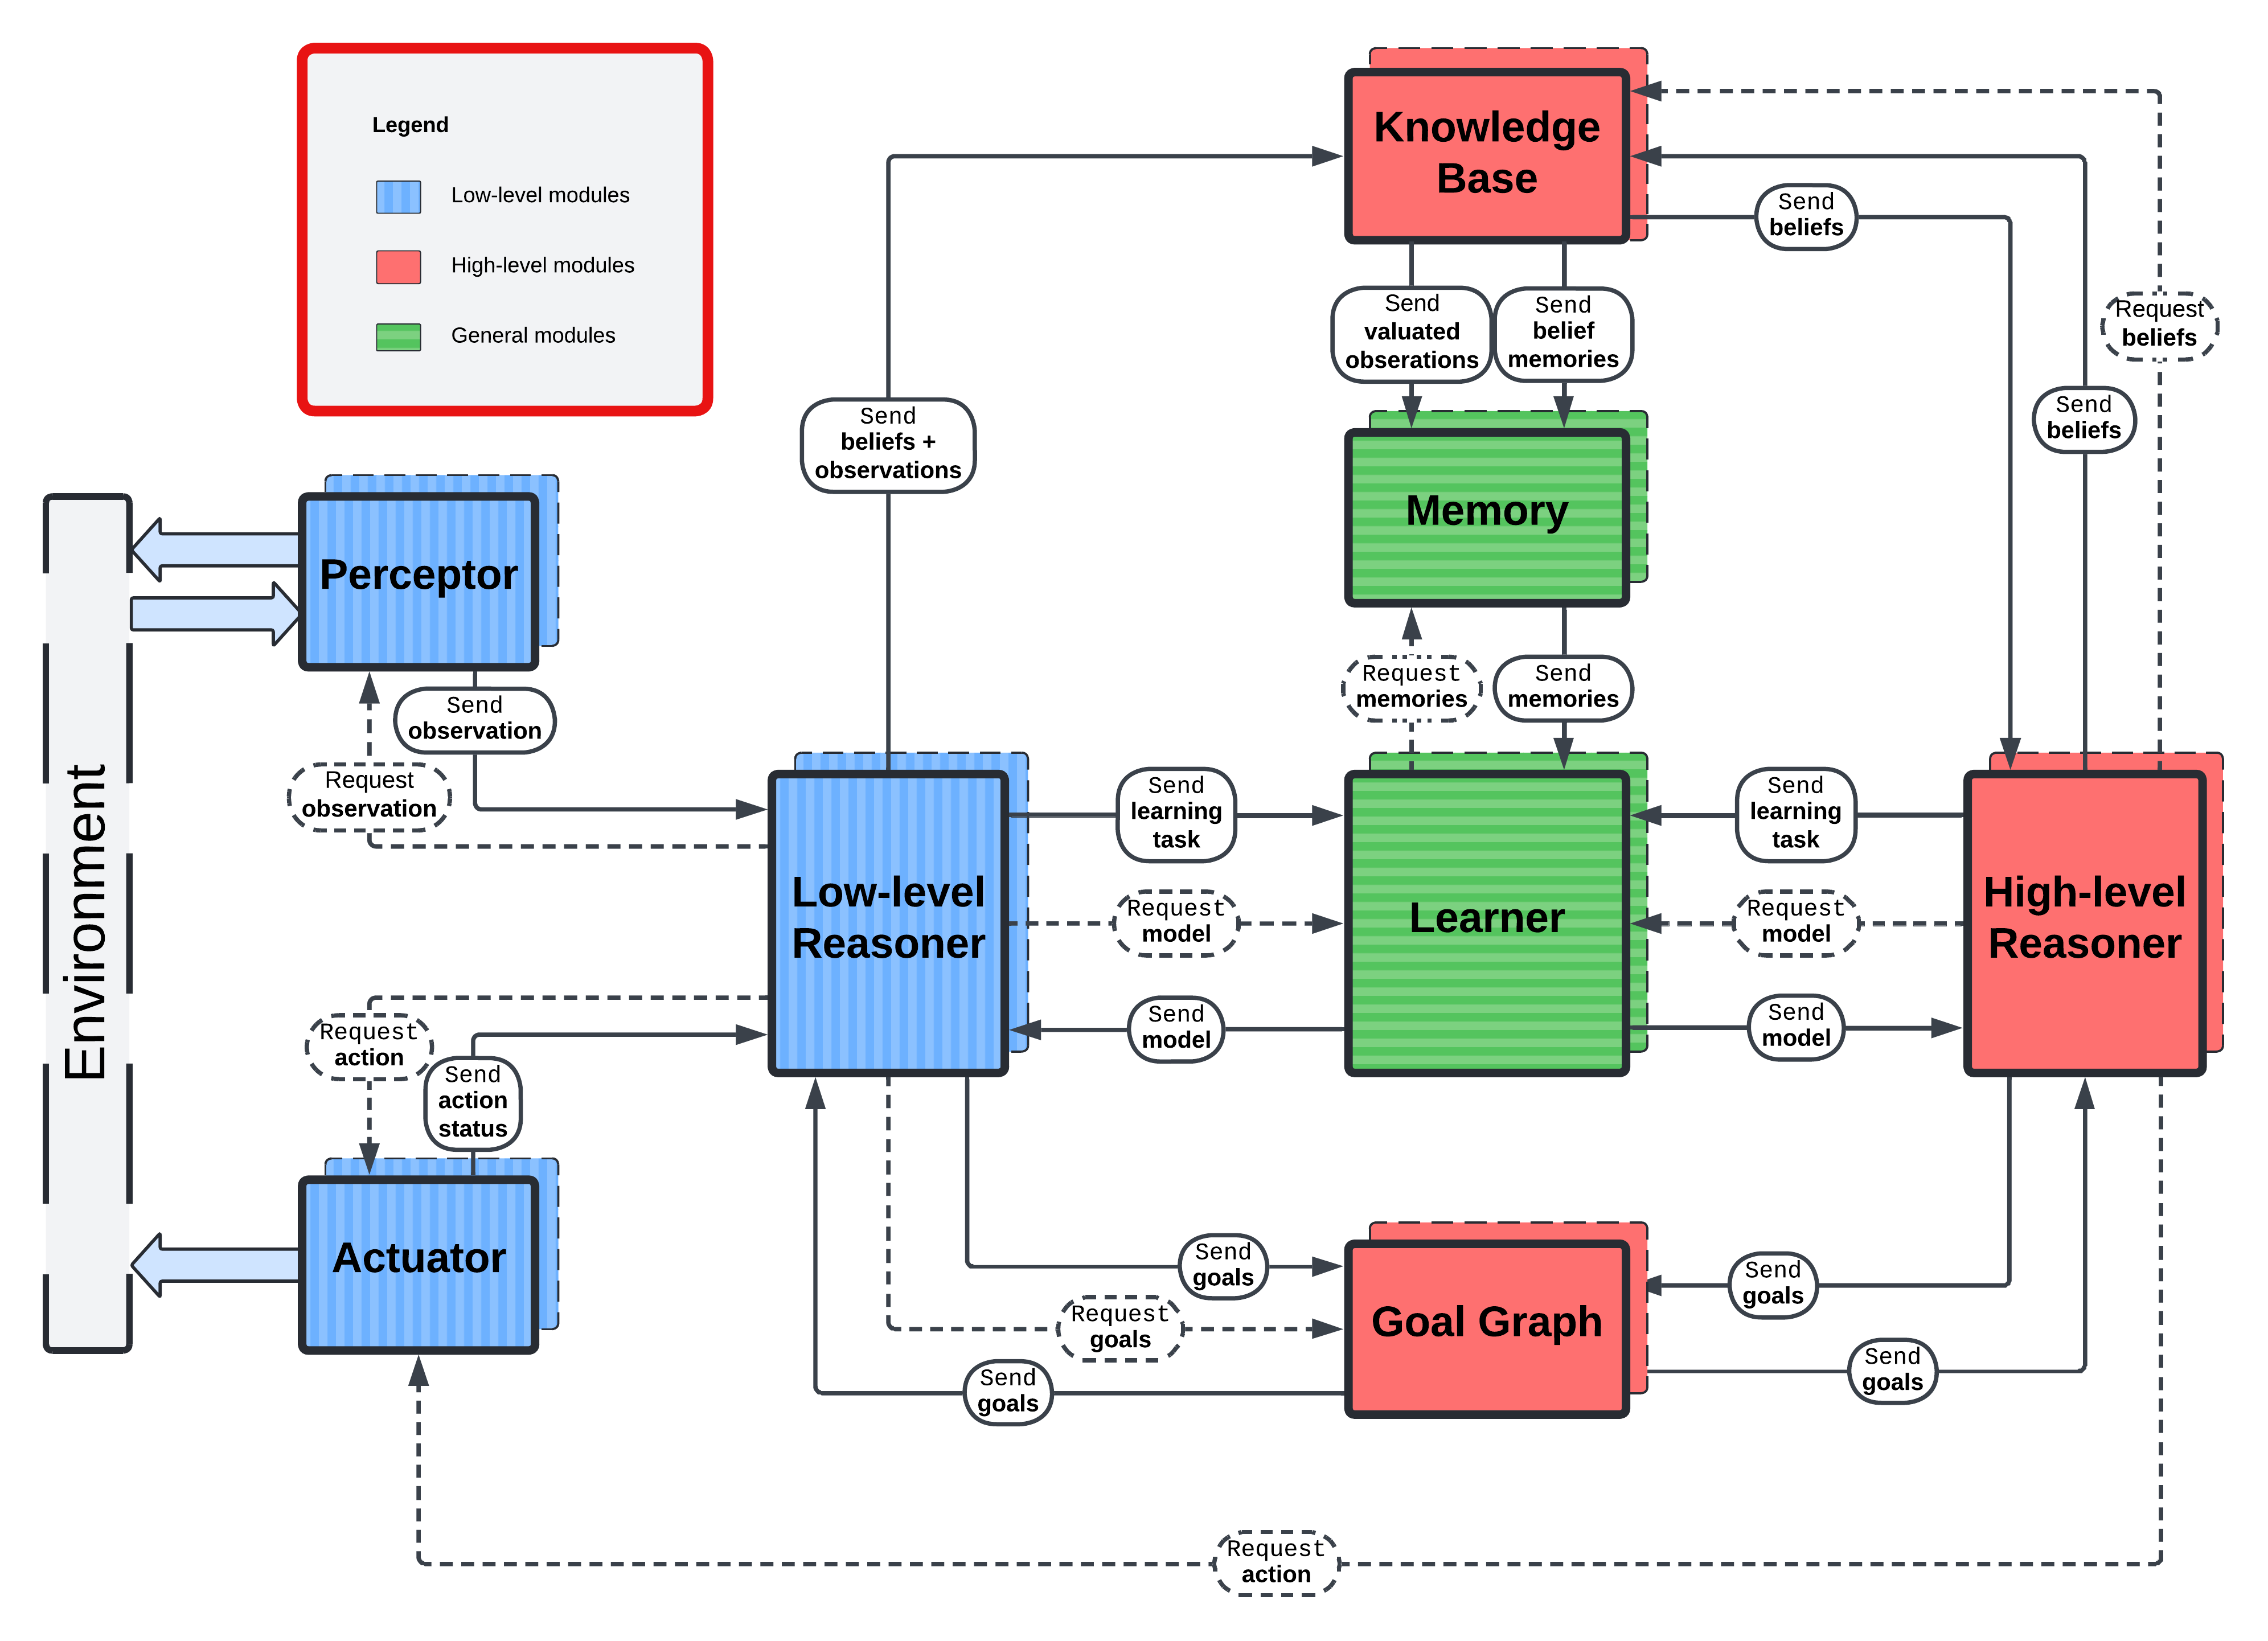 Legend
Low-level modules
High-level modules
General modules
Knowledge
Base
Send
beliefs
Request
beliefs
Send
valuated
obserations
Send
belief
memories
Send
beliefs
Send
beliefs +
observations
Memory
Perceptor
Environment
Send
observation
Request
observation
Request
memories
Send
memories
Low-level
Reasoner
Send
learning
task
Learner
Send
learning
task
High-level
Reasoner
Request
model
Request
model
Send
model
Send
model
Request
action
Send
action
status
Actuator
Send
goals
Request
goals
Send
goals
Goal Graph
Send
goals
Send
goals
Request
action